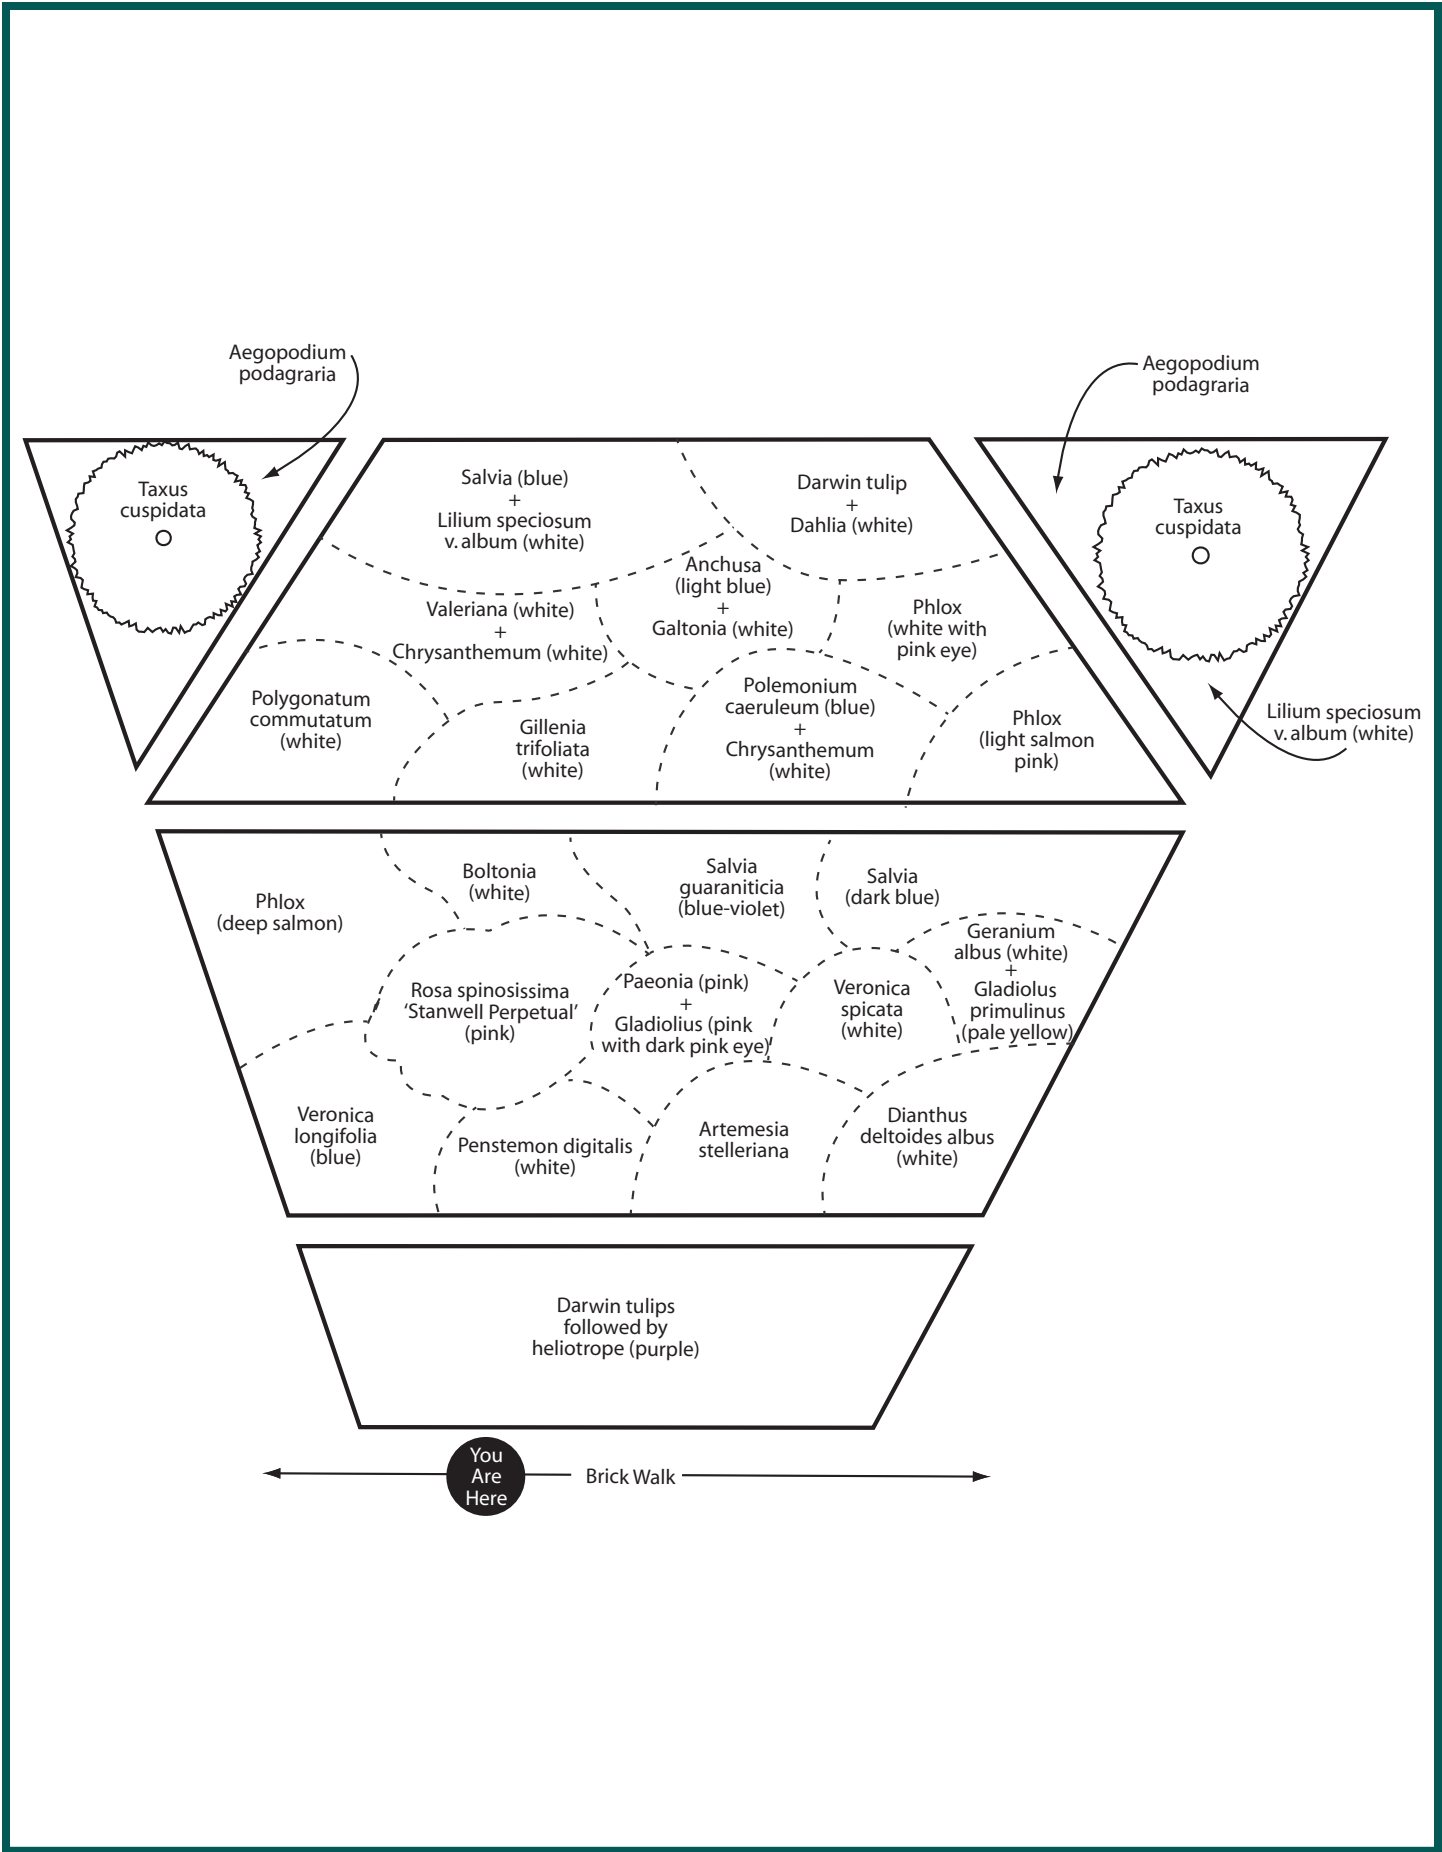 Aegopodium
podagraria
Aegopodium
podagraria
Taxus
cuspidata
Salvia (blue)
+
Lilium speciosum
v. album (white)
Darwin tulip
+
Dahlia (white)
Taxus
cuspidata
Anchusa
(light blue)
+
Galtonia (white)
Valeriana (white)
+
Chrysanthemum (white)
Phlox
(white with
pink eye)
Polygonatum
commutatum
(white)
Gillenia
trifoliata
(white)
Polemonium
caeruleum (blue)
+
Chrysanthemum
(white)
Phlox
(light salmon
pink)
Lilium speciosum
v. album (white)
Phlox
(deep salmon)
Boltonia
(white)
Salvia
guaraniticia
(blue-violet)
Salvia
(dark blue)
Geranium
albus (white)
+
Gladiolus
primulinus
(pale yellow)
Rosa spinosissima
‘Stanwell Perpetual’
(pink)
Paeonia (pink)
+
Gladiolius (pink
with dark pink eye)
Veronica
spicata
(white)
Veronica
longifolia
(blue)
Penstemon digitalis
(white)
Artemesia
stelleriana
Dianthus
deltoides albus
(white)
Darwin tulips
followed by
heliotrope (purple)
You
Are
Here
Brick Walk